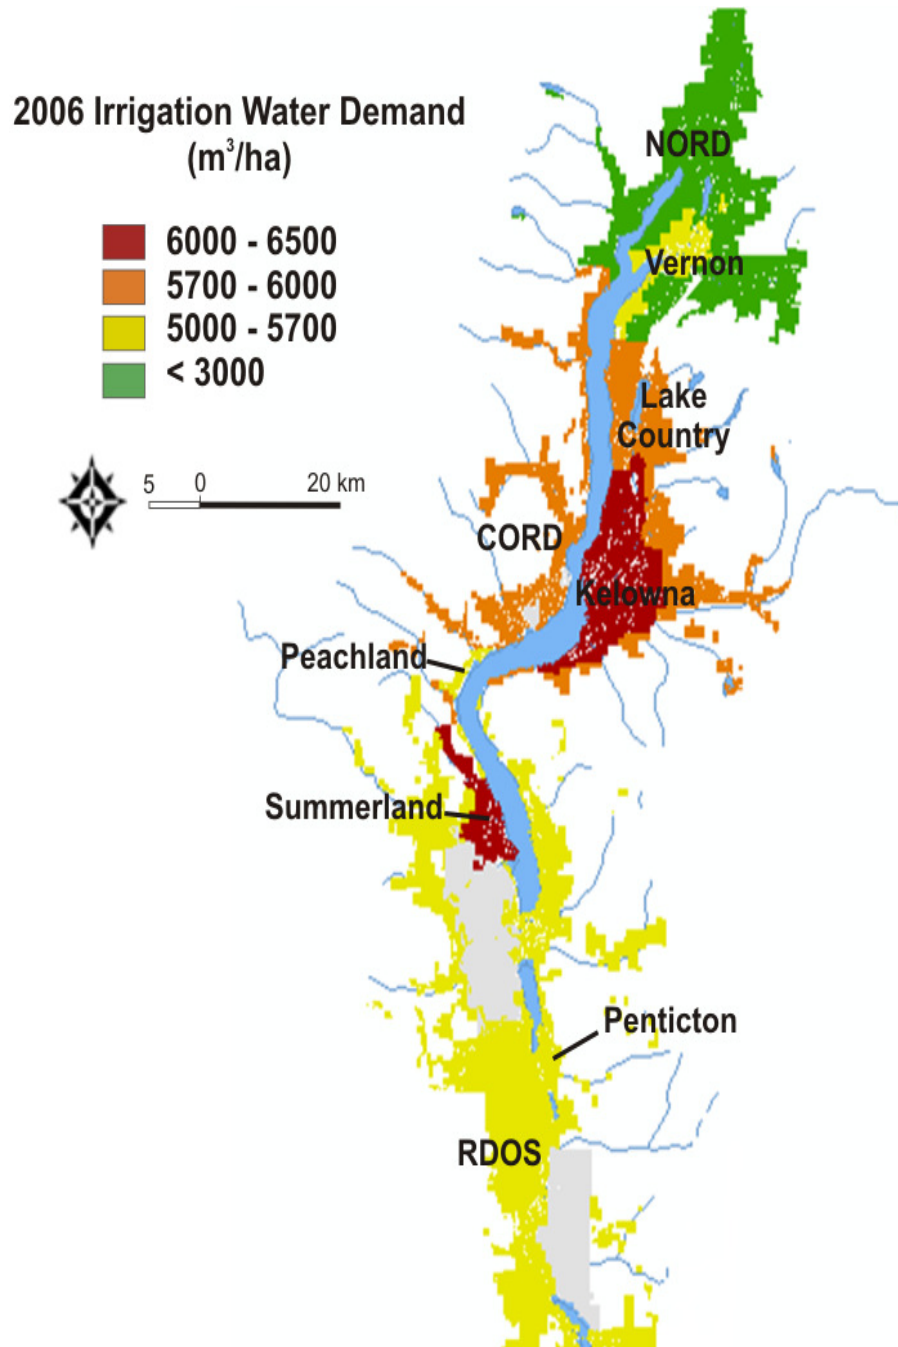 2006 Irrigation Water Demand
(m³/ha)
6000 - 6500
5700 - 6000
5000 - 5700
< 3000
5 0 20 km
NORD
Vernon
Lake
Country
CORD
Kelowna
Peachland
Summerland
Penticton
RDOS